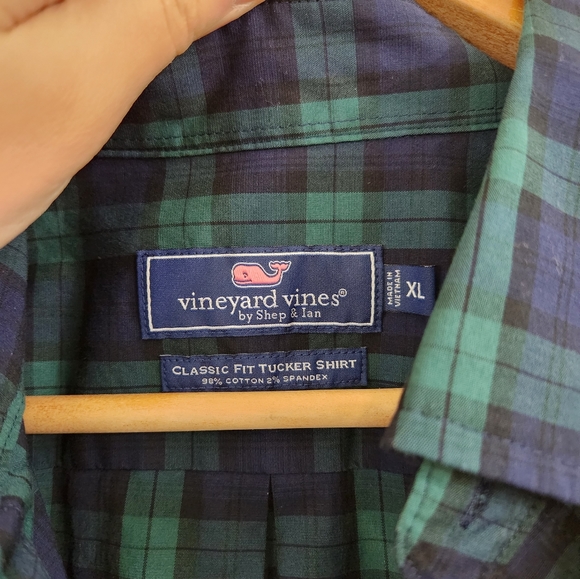 vineyard vines®
by Shep & Ian
MADE IN
VIETNAM
XL
CLASSIC FIT TUCKER SHIRT
98% COTTON 2% SPANDEX